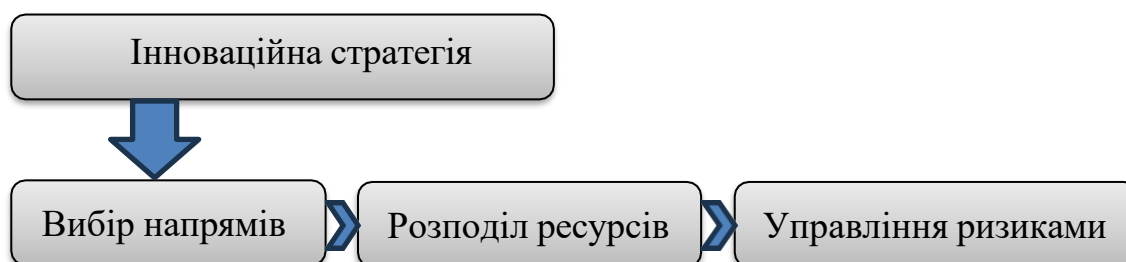 Інноваційна стратегія
Вибір напрямів
Розподіл ресурсів
Управління ризиками